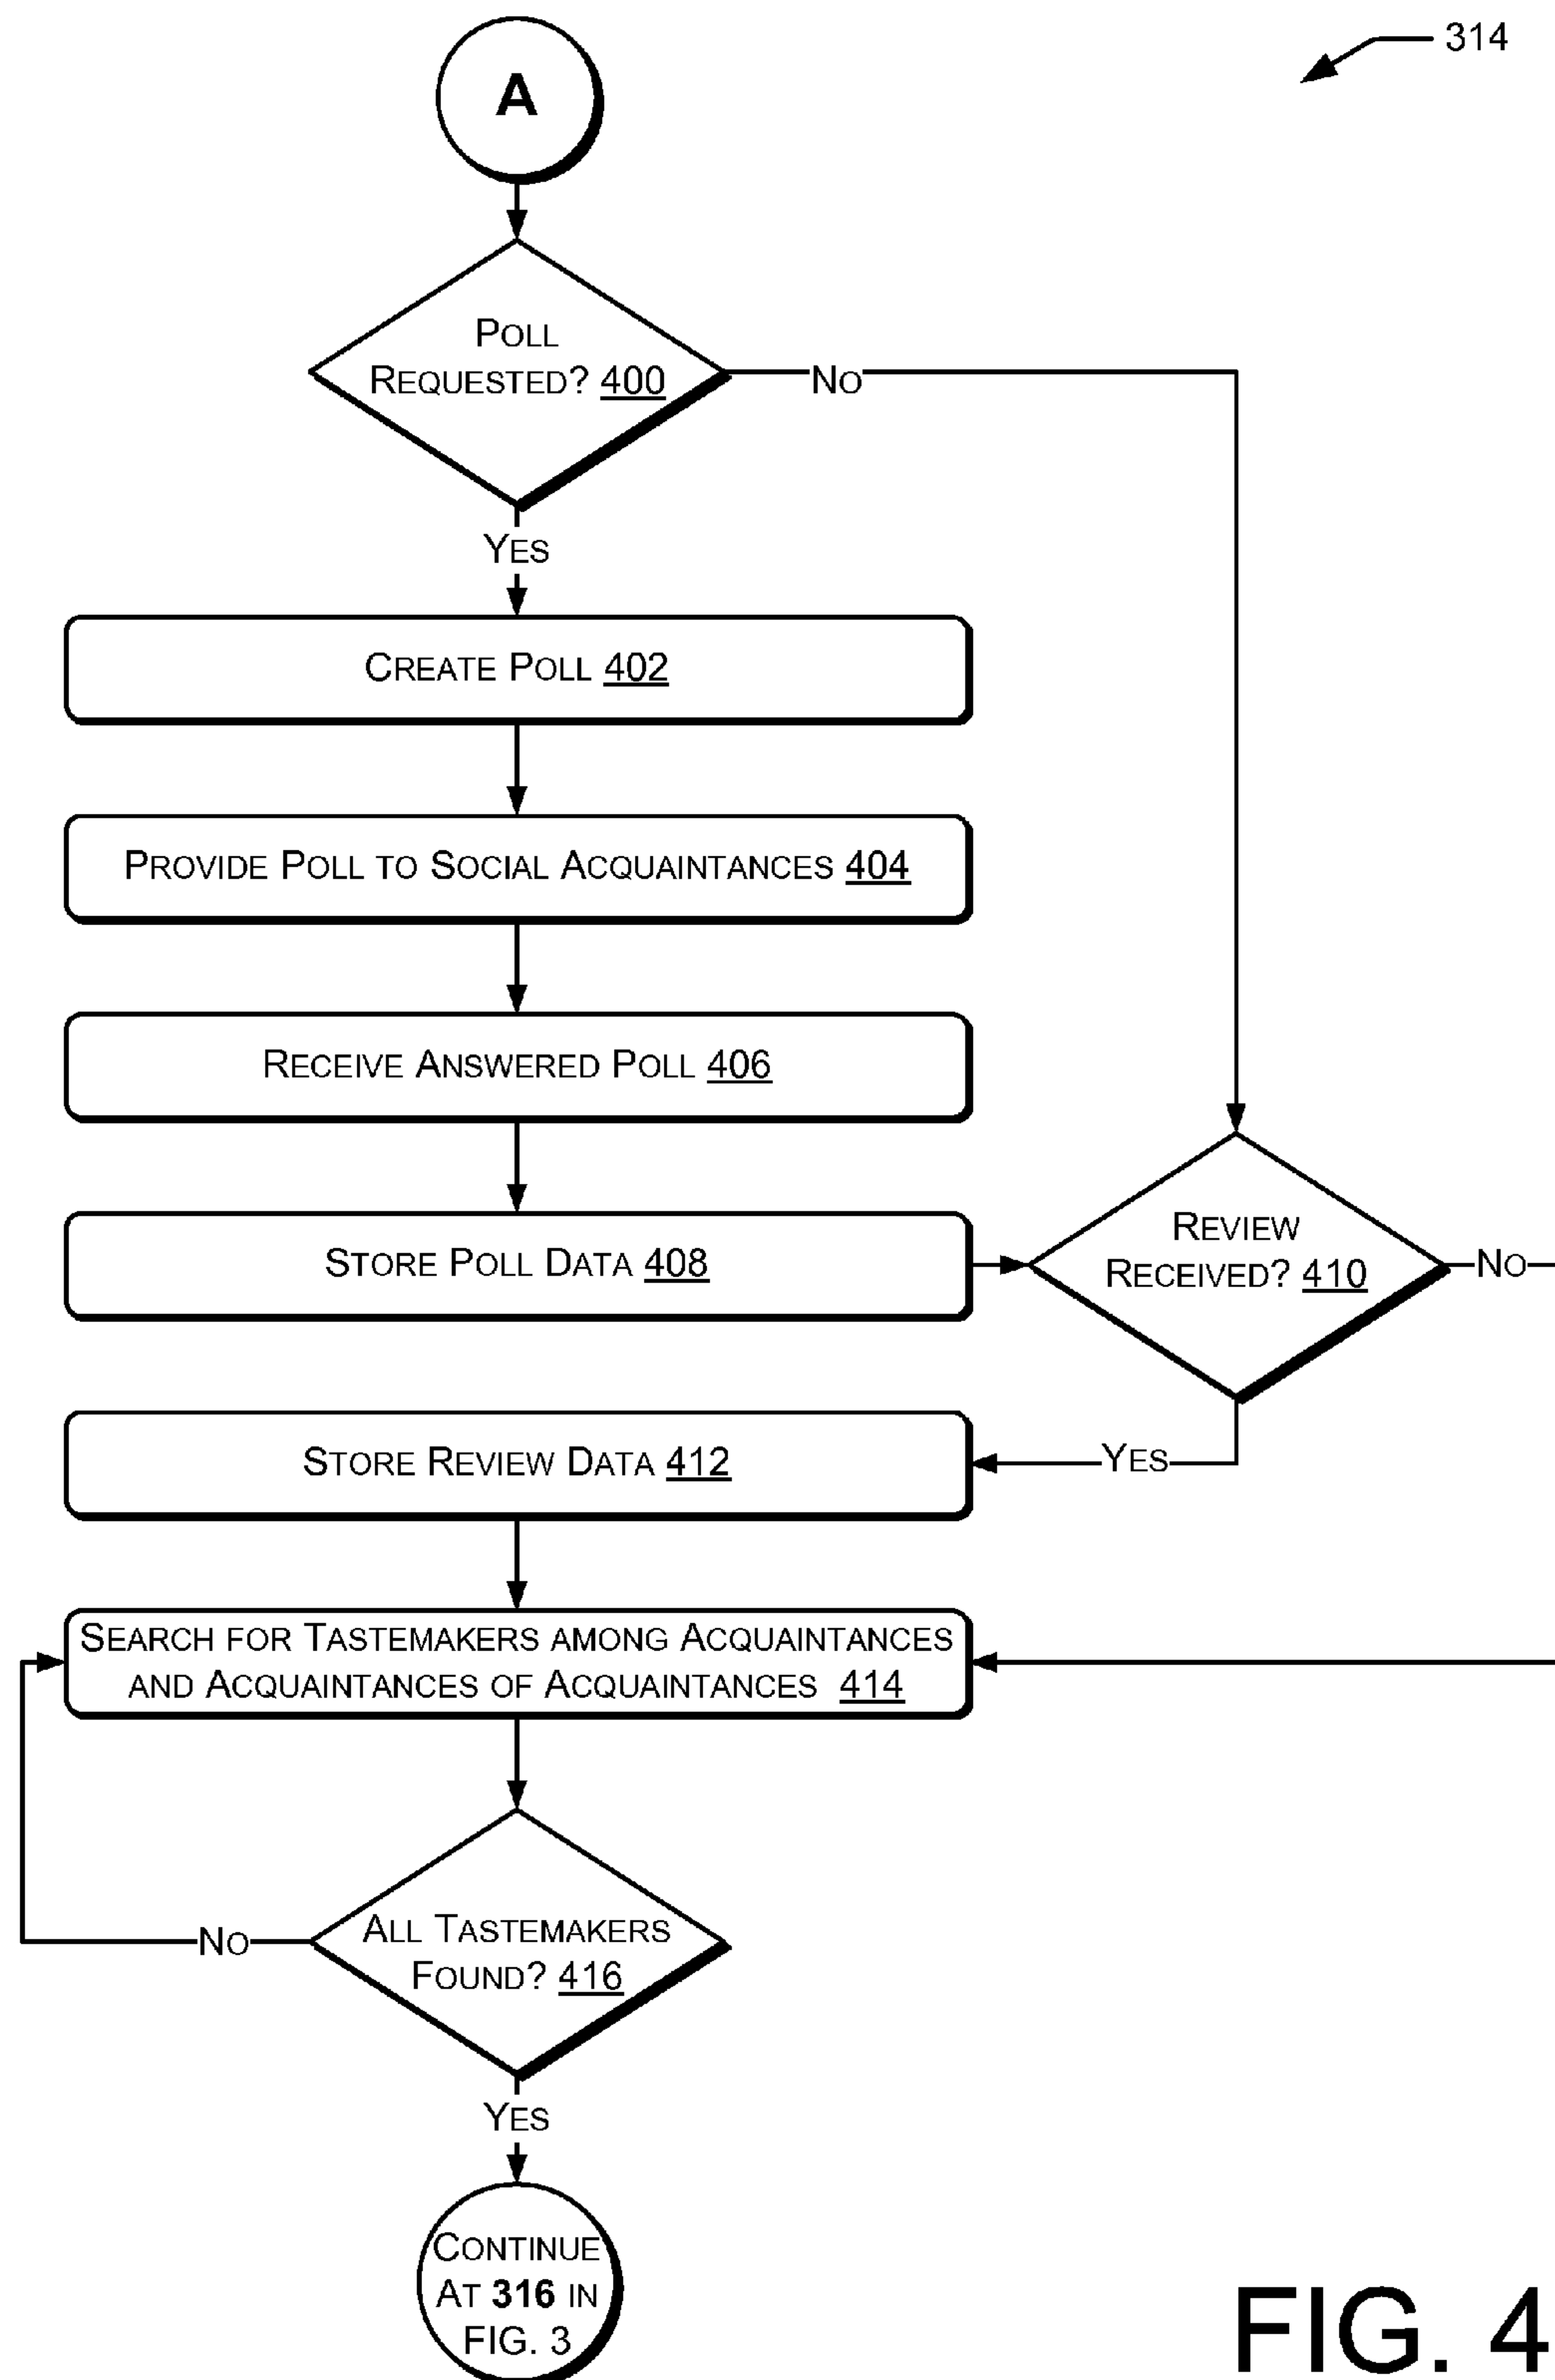 314
A
POLL
REQUESTED? 400
NO
YES
CREATE POLL 402
PROVIDE POLL TO SOCIAL ACQUAINTANCES 404
RECEIVE ANSWERED POLL 406
STORE POLL DATA 408
REVIEW
RECEIVED? 410
NO
YES
STORE REVIEW DATA 412
SEARCH FOR TASTEMAKERS AMONG ACQUAINTANCES
AND ACQUAINTANCES OF ACQUAINTANCES 414
ALL TASTEMAKERS
FOUND? 416
NO
YES
CONTINUE
AT 316 IN
FIG. 3
FIG. 4